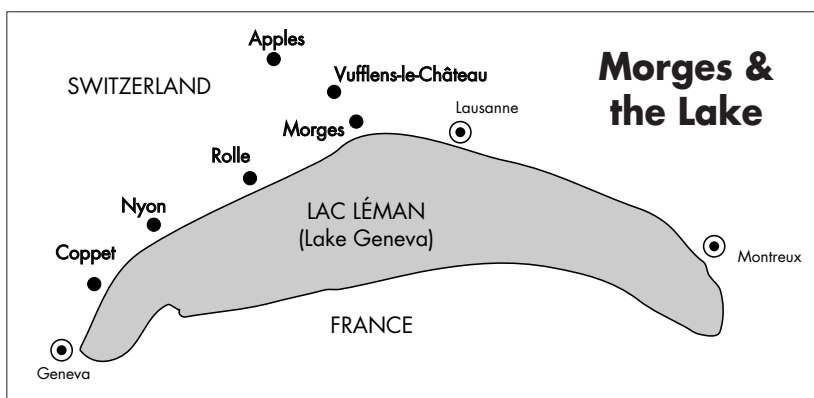 Morges &
the Lake
Apples
SWITZERLAND
Vufflens-le-Château
Lausanne
Morges
Rolle
Nyon
LAC LÉMAN
(Lake Geneva)
Coppet
Montreux
FRANCE
Geneva